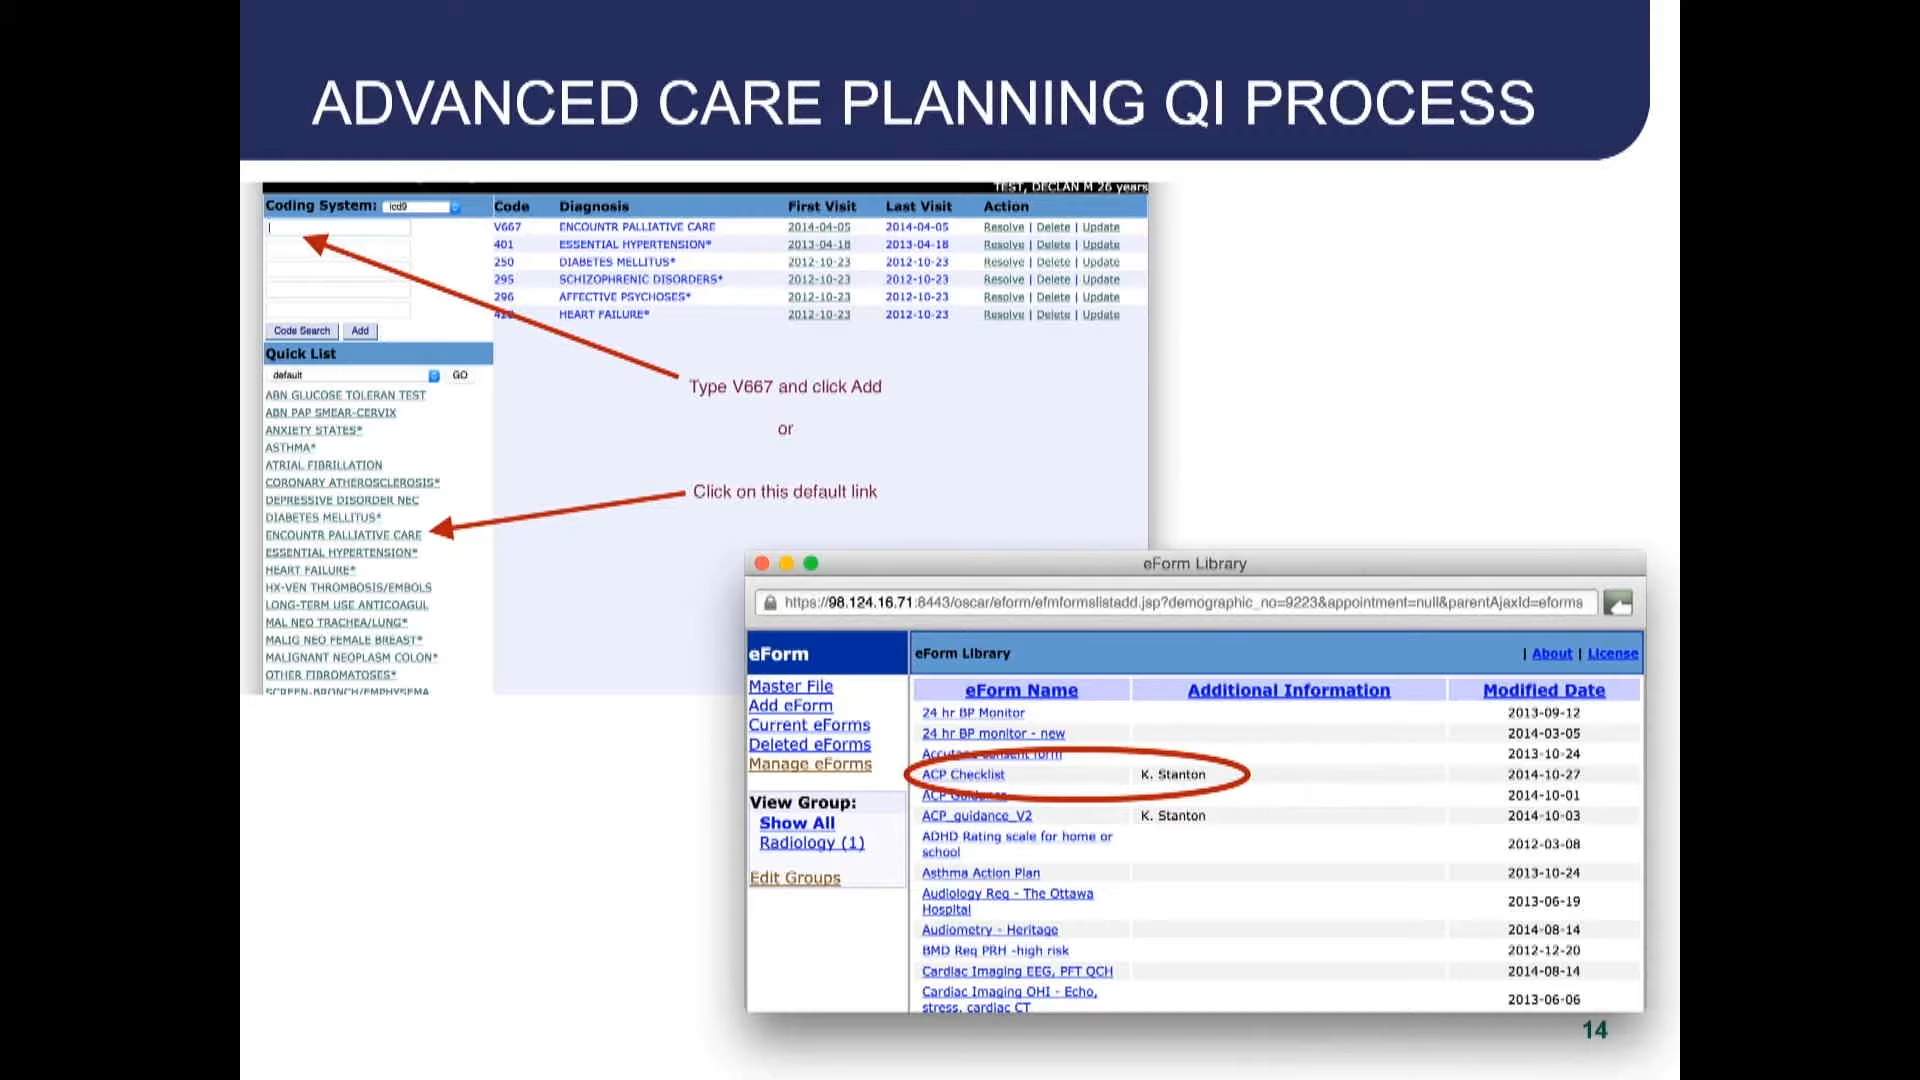 ADVANCED CARE PLANNING QI PROCESS
TEST, DECLAN M 26 years
Coding System: icd9
Code Diagnosis First Visit Last Visit Action
V667 ENCOUNTR PALLIATIVE CARE 2014-04-05 2014-04-05 Resolve | Delete | Update
401 ESSENTIAL HYPERTENSION* 2013-04-18 2013-04-18 Resolve | Delete | Update
250 DIABETES MELLITUS* 2012-10-23 2012-10-23 Resolve | Delete | Update
295 SCHIZOPHRENIC DISORDERS* 2012-10-23 2012-10-23 Resolve | Delete | Update
296 AFFECTIVE PSYCHOSES* 2012-10-23 2012-10-23 Resolve | Delete | Update
HEART FAILURE* 2012-10-23 2012-10-23 Resolve | Delete | Update
Code Search Add
Quick List
default GO
ABN GLUCOSE TOLERAN TEST
ABN PAP SMEAR-CERVIX
ANXIETY STATES*
ASTHMA*
ATRIAL FIBRILLATION
CORONARY ATHEROSCLEROSIS*
DEPRESSIVE DISORDER NEC
DIABETES MELLITUS*
ENCOUNTR PALLIATIVE CARE
ESSENTIAL HYPERTENSION*
HEART FAILURE*
HX-VEN THROMBOSIS/EMBOLS
LONG-TERM USE ANTICOAGUL
MAL NEO TRACHEA/LUNG*
MALIG NEO FEMALE BREAST*
MALIGNANT NEOPLASM COLON*
OTHER FIBROMATOSES*
SCREEN-BRONCH/EMPHYSEMA
Type V667 and click Add
or
Click on this default link
eForm Library
https://98.124.16.71:8443/oscar/eform/efmformslistadd.jsp?demographic_no=9223&appointment=null&parentAjaxId=eforms
eForm
eForm Library | About | License
Master File
Add eForm
Current eForms
Deleted eForms
Manage eForms
View Group:
Show All
Radiology (1)
Edit Groups
eForm Name Additional Information Modified Date
24 hr BP Monitor 2013-09-12
24 hr BP monitor - new 2014-03-05
Accutane consent form 2013-10-24
ACP Checklist K. Stanton 2014-10-27
ACP Guidance 2014-10-01
ACP_guidance_V2 K. Stanton 2014-10-03
ADHD Rating scale for home or
school 2012-03-08
Asthma Action Plan 2013-10-24
Audiology Req - The Ottawa
Hospital 2013-06-19
Audiometry - Heritage 2014-08-14
BMD Req PRH -high risk 2012-12-20
Cardiac Imaging EEG, PFT QCH 2014-08-14
Cardiac Imaging OHI - Echo,
stress, cardiac CT 2013-06-06
14